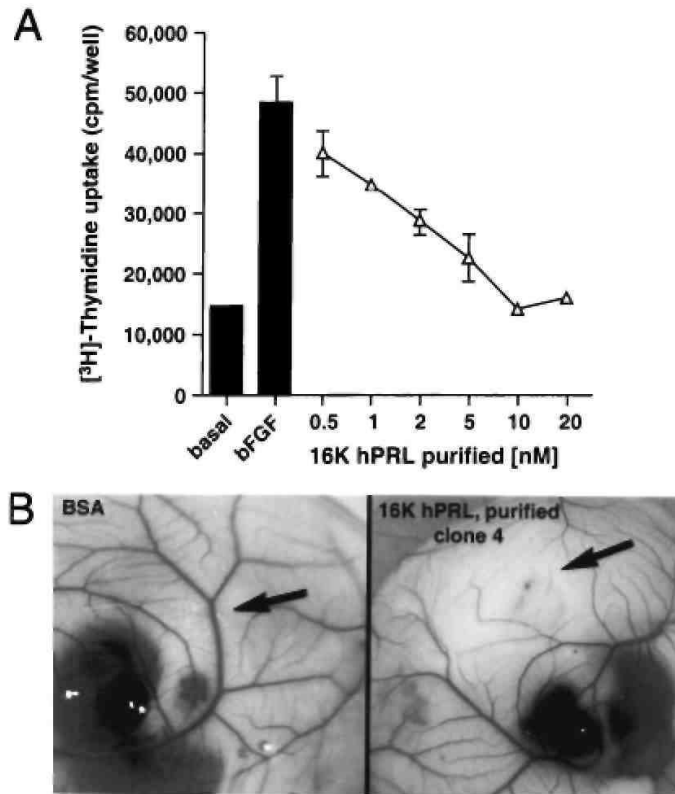 A
[³H]-Thymidine uptake (cpm/well)
60,000
50,000
40,000
30,000
20,000
10,000
0
basal
bFGF
0.5 1 2 5 10 20
16K hPRL purified [nM]
B
BSA
16K hPRL, purified
clone 4